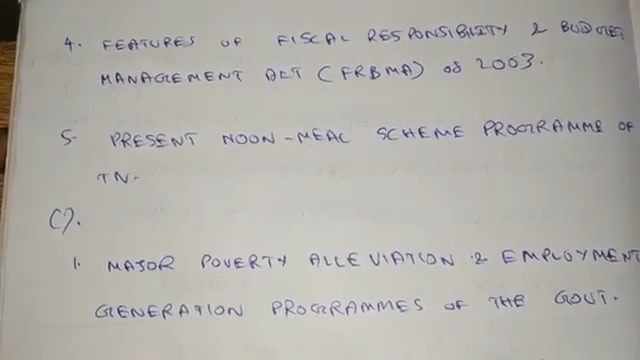 4. FEATURES OF FISCAL RESPONSIBILITY & BUDGET
MANAGEMENT ACT (FRBMA) OF 2003.
5. PRESENT NOON-MEAL SCHEME PROGRAMME OF
TN.
C).
1. MAJOR POVERTY ALLEVIATION & EMPLOYMENT
GENERATION PROGRAMMES OF THE GOVT.